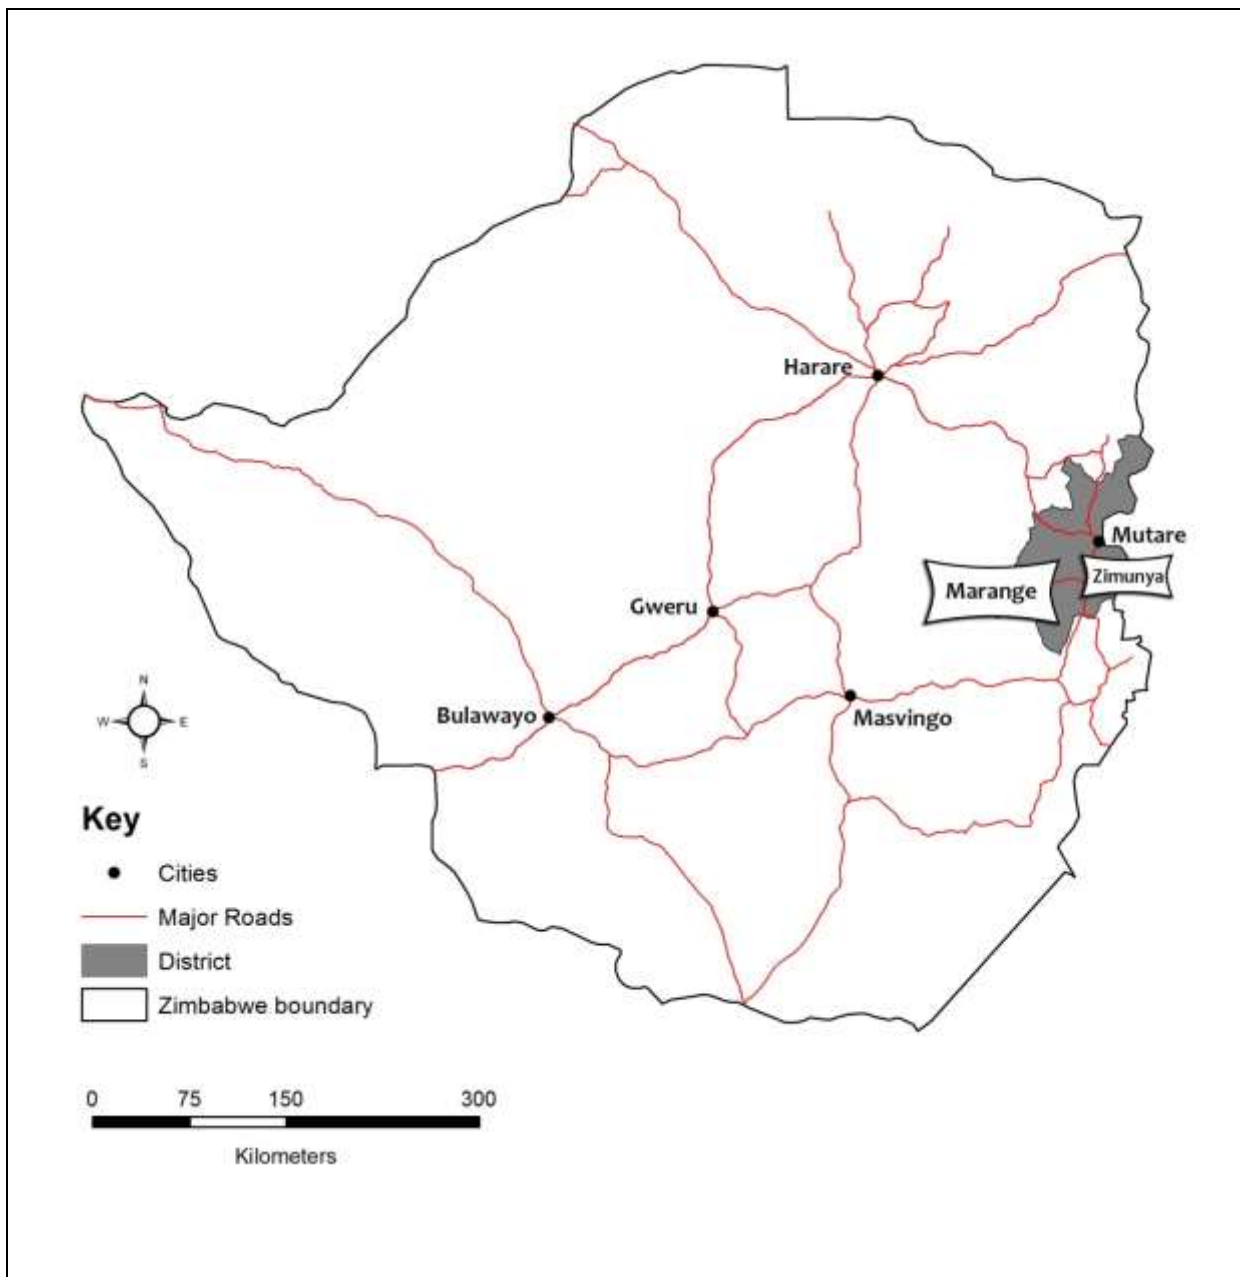 Harare
Mutare
Zimunya
Marange
Gweru
Bulawayo
Masvingo
N
W
E
S
Key
Cities
Major Roads
District
Zimbabwe boundary
0 75 150 300
Kilometers